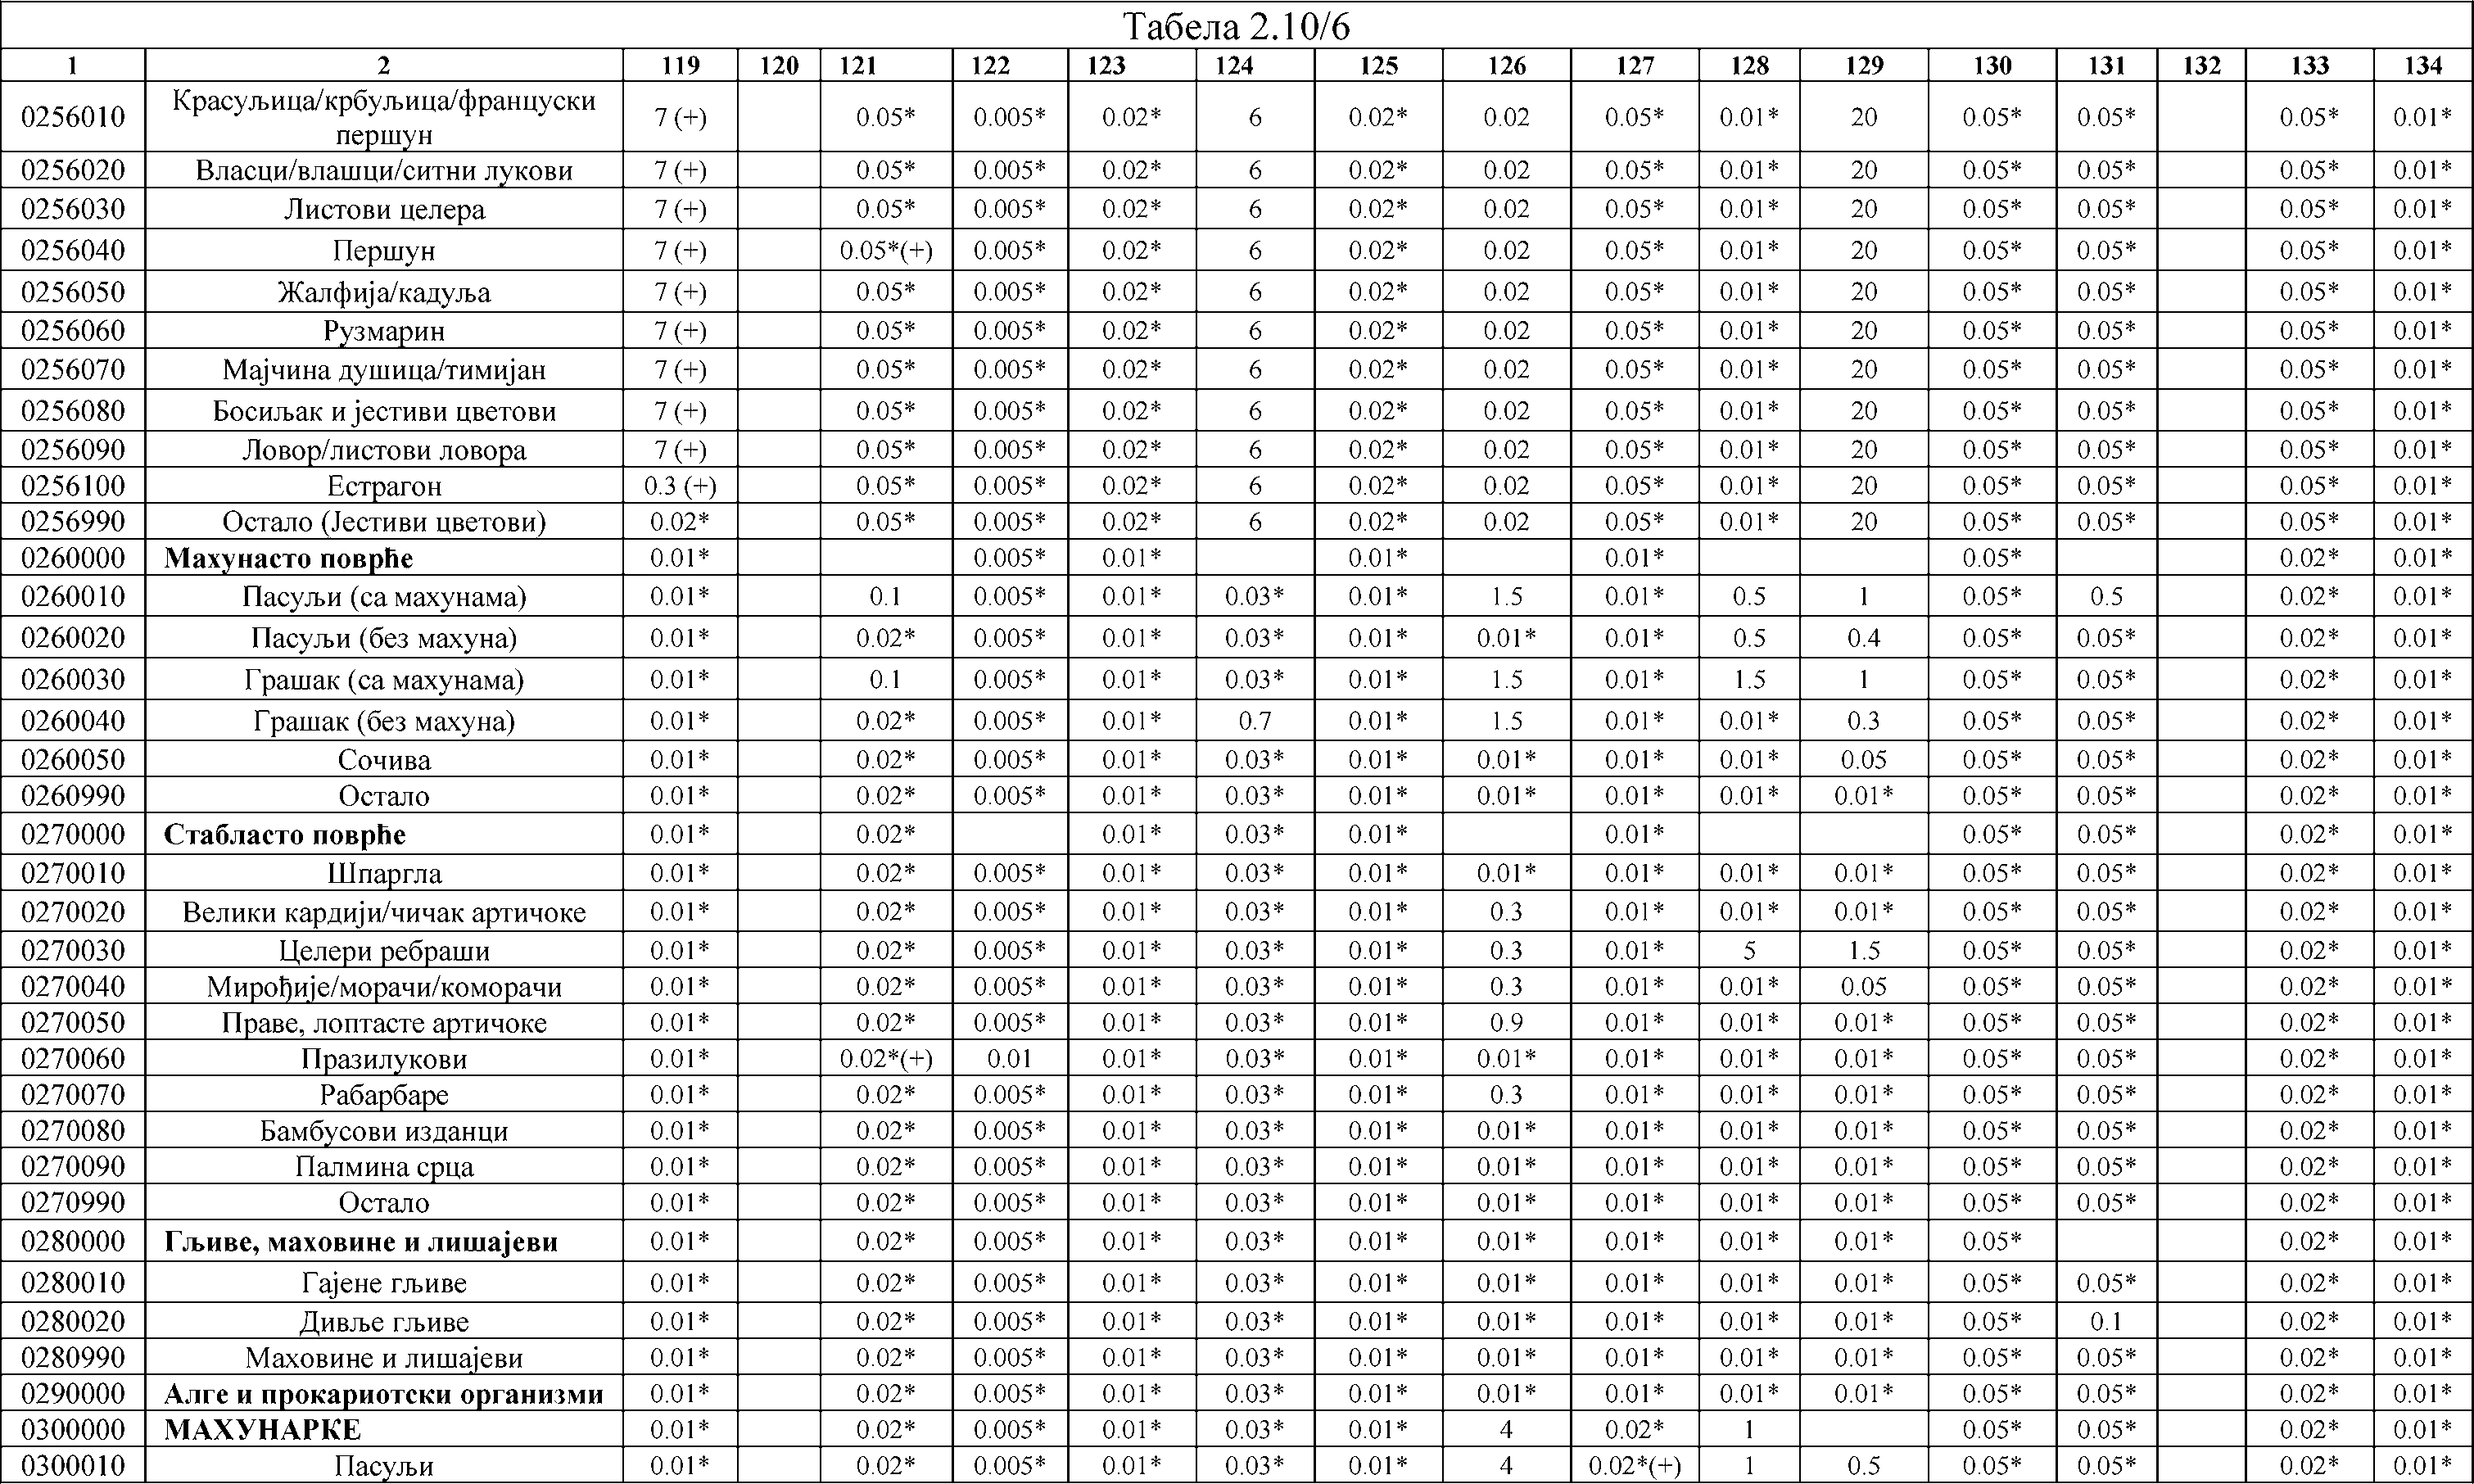 Табела 2.10/6
1 2 119 120 121 122 123 124 125 126 127 128 129 130 131 132 133 134
0256010 Красуљица/крбуљица/француски першун 7 (+) 0.05* 0.005* 0.02* 6 0.02* 0.02 0.05* 0.01* 20 0.05* 0.05* 0.05* 0.01*
0256020 Власци/влашци/ситни лукови 7 (+) 0.05* 0.005* 0.02* 6 0.02* 0.02 0.05* 0.01* 20 0.05* 0.05* 0.05* 0.01*
0256030 Листови целера 7 (+) 0.05* 0.005* 0.02* 6 0.02* 0.02 0.05* 0.01* 20 0.05* 0.05* 0.05* 0.01*
0256040 Першун 7 (+) 0.05*(+) 0.005* 0.02* 6 0.02* 0.02 0.05* 0.01* 20 0.05* 0.05* 0.05* 0.01*
0256050 Жалфија/кадуља 7 (+) 0.05* 0.005* 0.02* 6 0.02* 0.02 0.05* 0.01* 20 0.05* 0.05* 0.05* 0.01*
0256060 Рузмарин 7 (+) 0.05* 0.005* 0.02* 6 0.02* 0.02 0.05* 0.01* 20 0.05* 0.05* 0.05* 0.01*
0256070 Мајчина душица/тимијан 7 (+) 0.05* 0.005* 0.02* 6 0.02* 0.02 0.05* 0.01* 20 0.05* 0.05* 0.05* 0.01*
0256080 Босиљак и јестиви цветови 7 (+) 0.05* 0.005* 0.02* 6 0.02* 0.02 0.05* 0.01* 20 0.05* 0.05* 0.05* 0.01*
0256090 Ловор/листови ловора 7 (+) 0.05* 0.005* 0.02* 6 0.02* 0.02 0.05* 0.01* 20 0.05* 0.05* 0.05* 0.01*
0256100 Естрагон 0.3 (+) 0.05* 0.005* 0.02* 6 0.02* 0.02 0.05* 0.01* 20 0.05* 0.05* 0.05* 0.01*
0256990 Остало (Јестиви цветови) 0.02* 0.05* 0.005* 0.02* 6 0.02* 0.02 0.05* 0.01* 20 0.05* 0.05* 0.05* 0.01*
0260000 Махунасто поврће 0.01* 0.005* 0.01* 0.01* 0.01* 0.05* 0.02* 0.01*
0260010 Пасуљи (са махунама) 0.01* 0.1 0.005* 0.01* 0.03* 0.01* 1.5 0.01* 0.5 1 0.05* 0.5 0.02* 0.01*
0260020 Пасуљи (без махуна) 0.01* 0.02* 0.005* 0.01* 0.03* 0.01* 0.01* 0.01* 0.5 0.4 0.05* 0.05* 0.02* 0.01*
0260030 Грашак (са махунама) 0.01* 0.1 0.005* 0.01* 0.03* 0.01* 1.5 0.01* 1.5 1 0.05* 0.05* 0.02* 0.01*
0260040 Грашак (без махуна) 0.01* 0.02* 0.005* 0.01* 0.7 0.01* 1.5 0.01* 0.01* 0.3 0.05* 0.05* 0.02* 0.01*
0260050 Сочива 0.01* 0.02* 0.005* 0.01* 0.03* 0.01* 0.01* 0.01* 0.01* 0.05 0.05* 0.05* 0.02* 0.01*
0260990 Остало 0.01* 0.02* 0.005* 0.01* 0.03* 0.01* 0.01* 0.01* 0.01* 0.01* 0.05* 0.05* 0.02* 0.01*
0270000 Стабласто поврће 0.01* 0.02* 0.01* 0.03* 0.01* 0.01* 0.05* 0.05* 0.02* 0.01*
0270010 Шпаргла 0.01* 0.02* 0.005* 0.01* 0.03* 0.01* 0.01* 0.01* 0.01* 0.01* 0.05* 0.05* 0.02* 0.01*
0270020 Велики кардији/чичак артичоке 0.01* 0.02* 0.005* 0.01* 0.03* 0.01* 0.3 0.01* 0.01* 0.01* 0.05* 0.05* 0.02* 0.01*
0270030 Целери ребраши 0.01* 0.02* 0.005* 0.01* 0.03* 0.01* 0.3 0.01* 5 1.5 0.05* 0.05* 0.02* 0.01*
0270040 Мирођије/морачи/коморачи 0.01* 0.02* 0.005* 0.01* 0.03* 0.01* 0.3 0.01* 0.01* 0.05 0.05* 0.05* 0.02* 0.01*
0270050 Праве, лоптасте артичоке 0.01* 0.02* 0.005* 0.01* 0.03* 0.01* 0.9 0.01* 0.01* 0.01* 0.05* 0.05* 0.02* 0.01*
0270060 Празилукови 0.01* 0.02*(+) 0.01 0.01* 0.03* 0.01* 0.01* 0.01* 0.01* 0.01* 0.05* 0.05* 0.02* 0.01*
0270070 Рабарбаре 0.01* 0.02* 0.005* 0.01* 0.03* 0.01* 0.3 0.01* 0.01* 0.01* 0.05* 0.05* 0.02* 0.01*
0270080 Бамбусови изданци 0.01* 0.02* 0.005* 0.01* 0.03* 0.01* 0.01* 0.01* 0.01* 0.01* 0.05* 0.05* 0.02* 0.01*
0270090 Палмина срца 0.01* 0.02* 0.005* 0.01* 0.03* 0.01* 0.01* 0.01* 0.01* 0.01* 0.05* 0.05* 0.02* 0.01*
0270990 Остало 0.01* 0.02* 0.005* 0.01* 0.03* 0.01* 0.01* 0.01* 0.01* 0.01* 0.05* 0.05* 0.02* 0.01*
0280000 Гљиве, маховине и лишајеви 0.01* 0.02* 0.005* 0.01* 0.03* 0.01* 0.01* 0.01* 0.01* 0.01* 0.05* 0.02* 0.01*
0280010 Гајене гљиве 0.01* 0.02* 0.005* 0.01* 0.03* 0.01* 0.01* 0.01* 0.01* 0.01* 0.05* 0.05* 0.02* 0.01*
0280020 Дивље гљиве 0.01* 0.02* 0.005* 0.01* 0.03* 0.01* 0.01* 0.01* 0.01* 0.01* 0.05* 0.1 0.02* 0.01*
0280990 Маховине и лишајеви 0.01* 0.02* 0.005* 0.01* 0.03* 0.01* 0.01* 0.01* 0.01* 0.01* 0.05* 0.05* 0.02* 0.01*
0290000 Алге и прокариотски организми 0.01* 0.02* 0.005* 0.01* 0.03* 0.01* 0.01* 0.01* 0.01* 0.01* 0.05* 0.05* 0.02* 0.01*
0300000 МАХУНАРКЕ 0.01* 0.02* 0.005* 0.01* 0.03* 0.01* 4 0.02* 1 0.05* 0.05* 0.02* 0.01*
0300010 Пасуљи 0.01* 0.02* 0.005* 0.01* 0.03* 0.01* 4 0.02*(+) 1 0.5 0.05* 0.05* 0.02* 0.01*